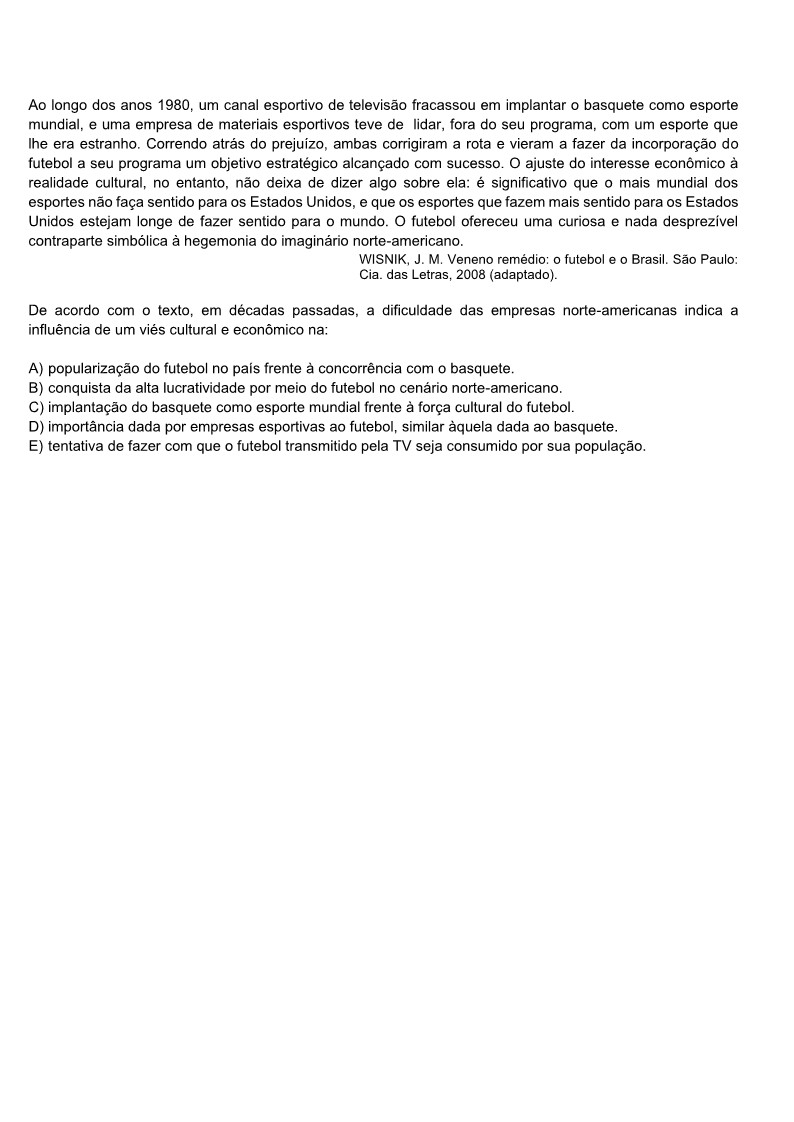 Ao longo dos anos 1980, um canal esportivo de televisão fracassou em implantar o basquete como esporte
mundial, e uma empresa de materiais esportivos teve de lidar, fora do seu programa, com um esporte que
lhe era estranho. Correndo atrás do prejuízo, ambas corrigiram a rota e vieram a fazer da incorporação do
futebol a seu programa um objetivo estratégico alcançado com sucesso. O ajuste do interesse econômico à
realidade cultural, no entanto, não deixa de dizer algo sobre ela: é significativo que o mais mundial dos
esportes não faça sentido para os Estados Unidos, e que os esportes que fazem mais sentido para os Estados
Unidos estejam longe de fazer sentido para o mundo. O futebol ofereceu uma curiosa e nada desprezível
contraparte simbólica à hegemonia do imaginário norte-americano.
WISNIK, J. M. Veneno remédio: o futebol e o Brasil. São Paulo:
Cia. das Letras, 2008 (adaptado).
De acordo com o texto, em décadas passadas, a dificuldade das empresas norte-americanas indica a
influência de um viés cultural e econômico na:
A) popularização do futebol no país frente à concorrência com o basquete.
B) conquista da alta lucratividade por meio do futebol no cenário norte-americano.
C) implantação do basquete como esporte mundial frente à força cultural do futebol.
D) importância dada por empresas esportivas ao futebol, similar àquela dada ao basquete.
E) tentativa de fazer com que o futebol transmitido pela TV seja consumido por sua população.